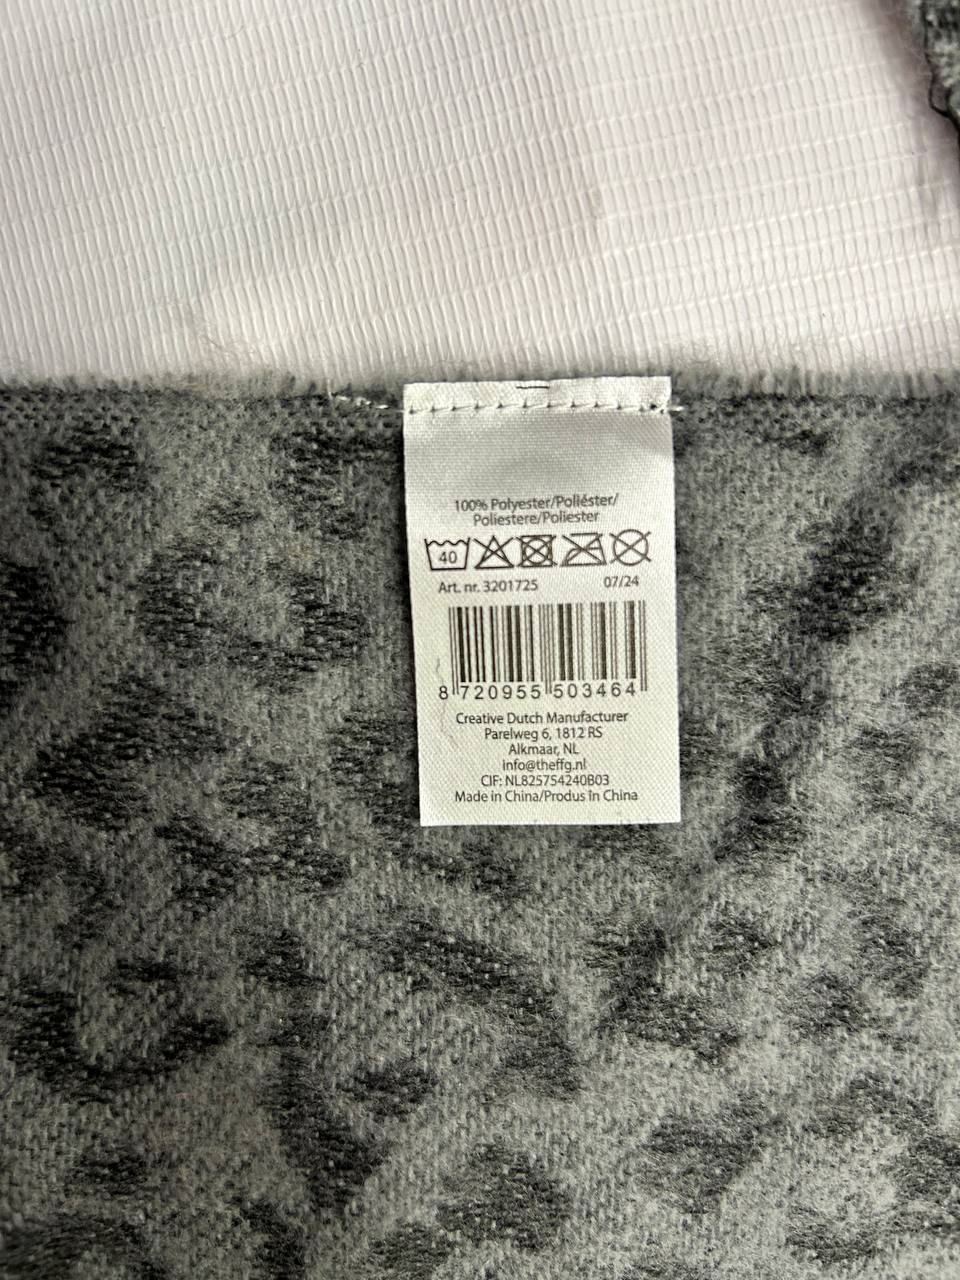 100% Polyester/Poliéster/
Poliestere/Poliester
40
Art. nr. 3201725 07/24
8 720955 503464
Creative Dutch Manufacturer
Parelweg 6, 1812 RS
Alkmaar, NL
info@theffg.nl
CIF: NL825754240B03
Made in China/Produs în China